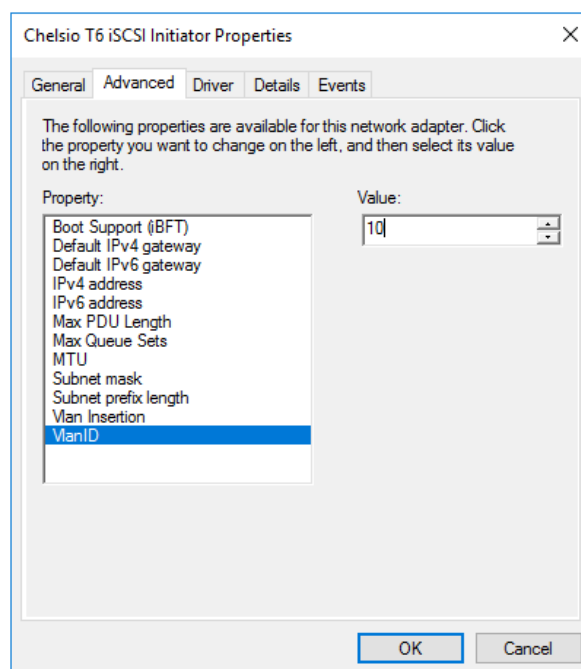 Chelsio T6 iSCSI Initiator Properties
General Advanced Driver Details Events
The following properties are available for this network adapter. Click
the property you want to change on the left, and then select its value
on the right.
Property: Value:
Boot Support (iBFT) 10
Default IPv4 gateway
Default IPv6 gateway
IPv4 address
IPv6 address
Max PDU Length
Max Queue Sets
MTU
Subnet mask
Subnet prefix length
Vlan Insertion
VlanID
OK Cancel